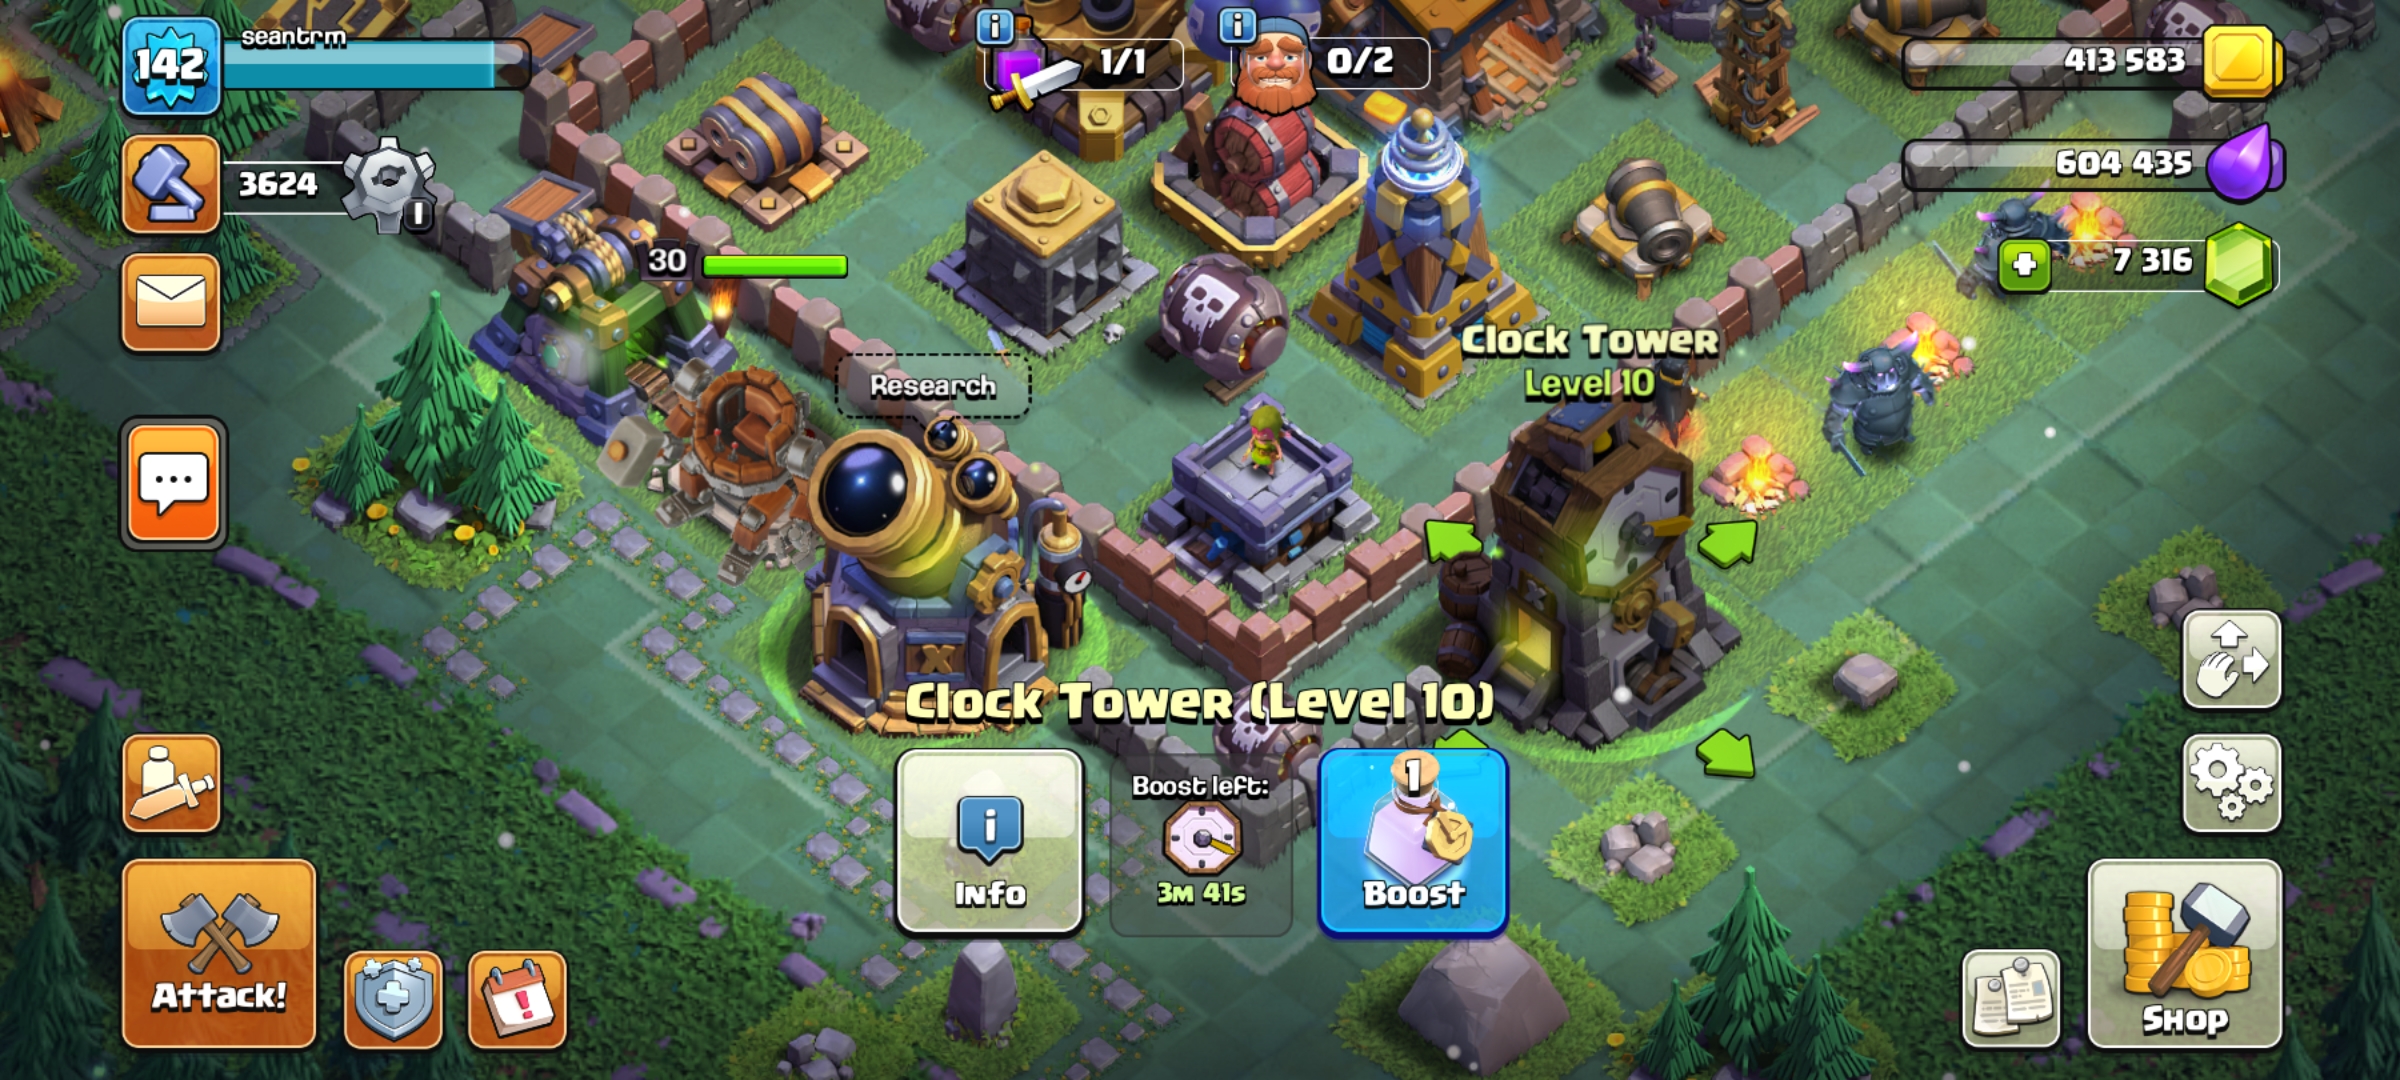 142
seantrm
1/1
0/2
413 583
3624
604 435
30
7 316
Research
Clock Tower
Level 10
Clock Tower (Level 10)
Info
Boost left:
3m 41s
1
Boost
Attack!
Shop